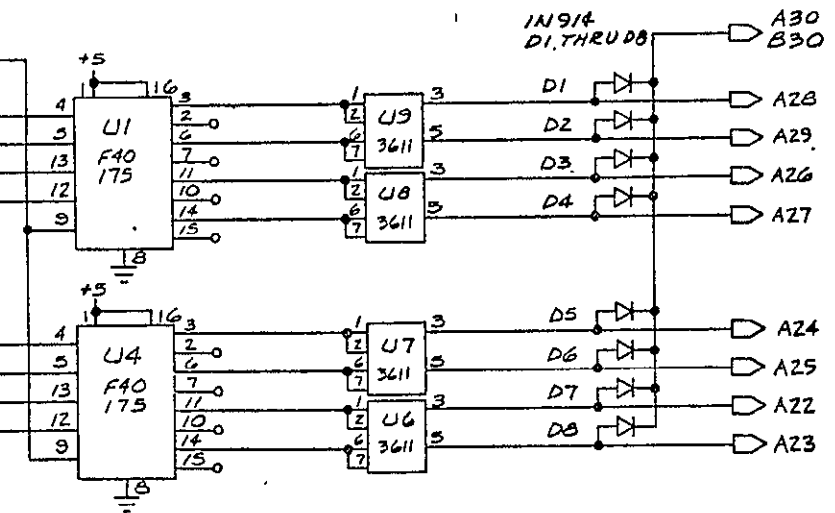 1N914
D1, THRU D8
A30
B30
+5
1 16
4 3
2
5 U1 6
F40 7
13 175 11
12 10
14
9 15
8
1 3
2 U9
6 3611 5
7
1 3
2 U8
6 3611 5
7
D1 A28
D2 A29
D3. A26
D4 A27
+5
1 16
4 3
2
5 U4 6
F40 7
13 175 11
12 10
14
9 15
8
1 3
2 U7
6 3611 5
7
1 3
2 U6
6 3611 5
7
D5 A24
D6 A25
D7 A22
D8 A23